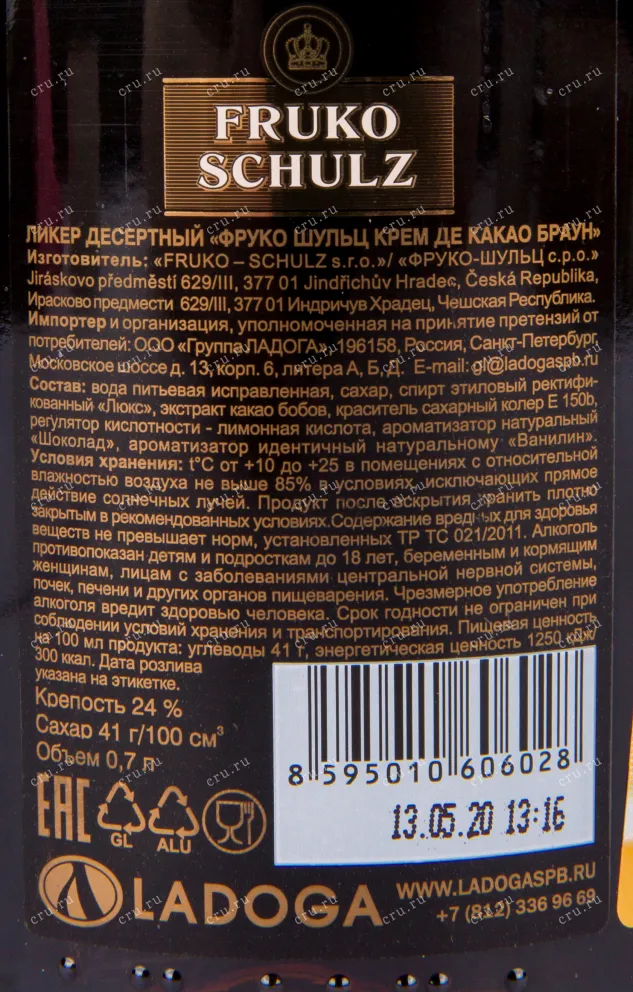 FRUKO
SCHULZ
ЛИКЕР ДЕСЕРТНЫЙ «ФРУКО ШУЛЬЦ КРЕМ ДЕ КАКАО БРАУН»
Изготовитель: «FRUKO – SCHULZ s.r.o.»/ «ФРУКО-ШУЛЬЦ с.р.о.»
Jiráskovo předměstí 629/III, 377 01 Jindřichův Hradec, Česká Republika,
Ирасково предмести 629/III, 377 01 Индричув Храдец, Чешская Республика.
Импортер и организация, уполномоченная на принятие претензий от
потребителей: ООО «Группа ЛАДОГА» 196158, Россия, Санкт-Петербург,
Московское шоссе д. 13, корп. 6, литера А, Б, Д. E-mail: gl@ladogaspb.ru
Состав: вода питьевая исправленная, сахар, спирт этиловый ректифи-
кованный «Люкс», экстракт какао бобов, краситель сахарный колер Е 150b,
регулятор кислотности - лимонная кислота, ароматизатор натуральный
«Шоколад», ароматизатор идентичный натуральному «Ванилин».
Условия хранения: t°С от +10 до +25 в помещениях с относительной
влажностью воздуха не выше 85% в условиях, исключающих прямое
действие солнечных лучей. Продукт после вскрытия хранить плотно
закрытым в рекомендованных условиях. Содержание вредных для здоровья
веществ не превышает норм, установленных ТР ТС 021/2011. Алкоголь
противопоказан детям и подросткам до 18 лет, беременным и кормящим
женщинам, лицам с заболеваниями центральной нервной системы,
почек, печени и других органов пищеварения. Чрезмерное употребление
алкоголя вредит здоровью человека. Срок годности не ограничен при
соблюдении условий хранения и транспортирования. Пищевая ценность
на 100 мл продукта: углеводы 41 г, энергетическая ценность 1250 кДж/
300 ккал. Дата розлива
указана на этикетке.
Крепость 24 %
Сахар 41 г/100 см³
Объем 0,7 л
8 595010 606028
13.05.20 13:16
EAC
GL
ALU
LADOGA
WWW.LADOGASPB.RU
+7 (812) 336 96 69
cru.ru